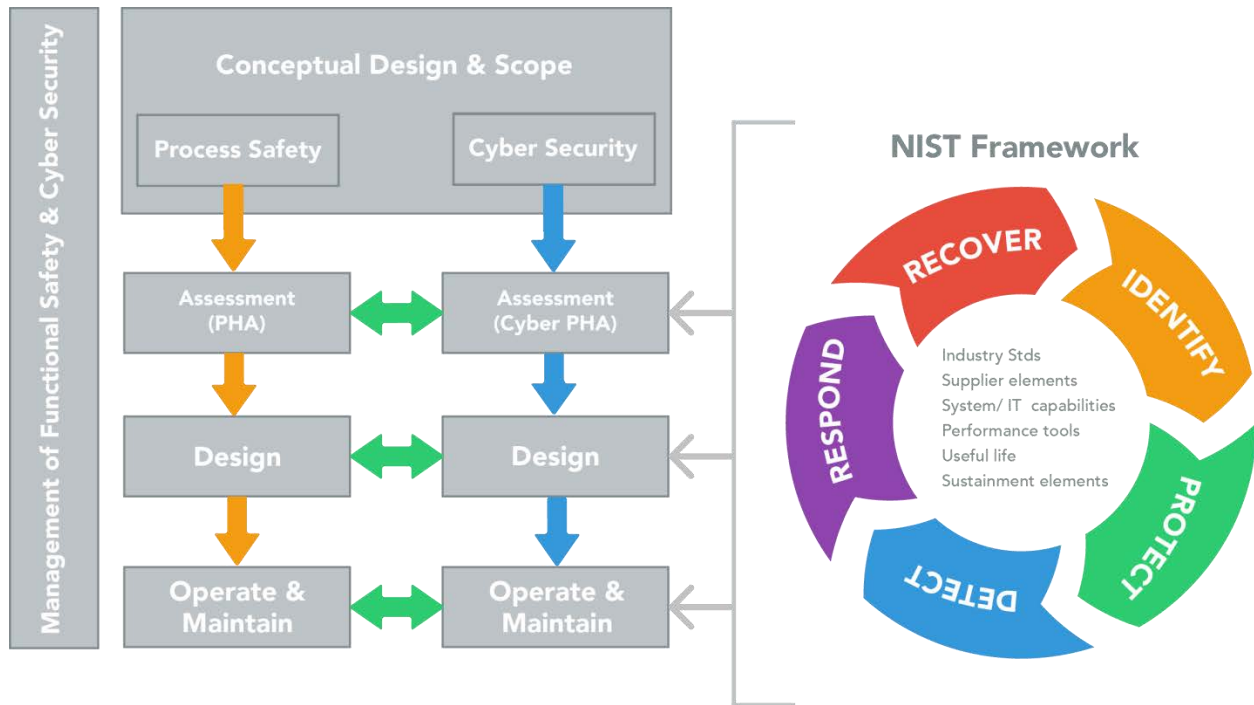 Management of Functional Safety & Cyber Security
Conceptual Design & Scope
Process Safety
Cyber Security
Assessment
(PHA)
Assessment
(Cyber PHA)
Design
Design
Operate &
Maintain
Operate &
Maintain
NIST Framework
RECOVER
IDENTIFY
PROTECT
DETECT
RESPOND
Industry Stds
Supplier elements
System/ IT capabilities
Performance tools
Useful life
Sustainment elements